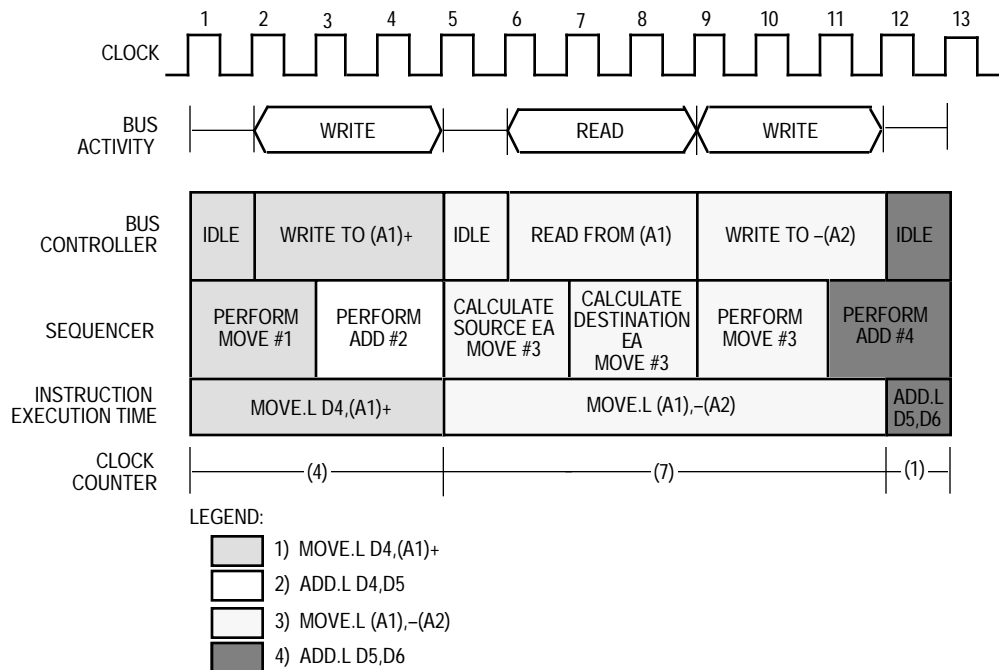 1 2 3 4 5 6 7 8 9 10 11 12 13
CLOCK
BUS
ACTIVITY
WRITE READ WRITE
BUS
CONTROLLER
IDLE WRITE TO (A1)+ IDLE READ FROM (A1) WRITE TO –(A2) IDLE
SEQUENCER
PERFORM
MOVE #1
PERFORM
ADD #2
CALCULATE
SOURCE EA
MOVE #3
CALCULATE
DESTINATION
EA
MOVE #3
PERFORM
MOVE #3
PERFORM
ADD #4
INSTRUCTION
EXECUTION TIME
MOVE.L D4,(A1)+ MOVE.L (A1),–(A2)
ADD.L
D5,D6
CLOCK
COUNTER
(4) (7) (1)
LEGEND:
1) MOVE.L D4,(A1)+
2) ADD.L D4,D5
3) MOVE.L (A1),–(A2)
4) ADD.L D5,D6